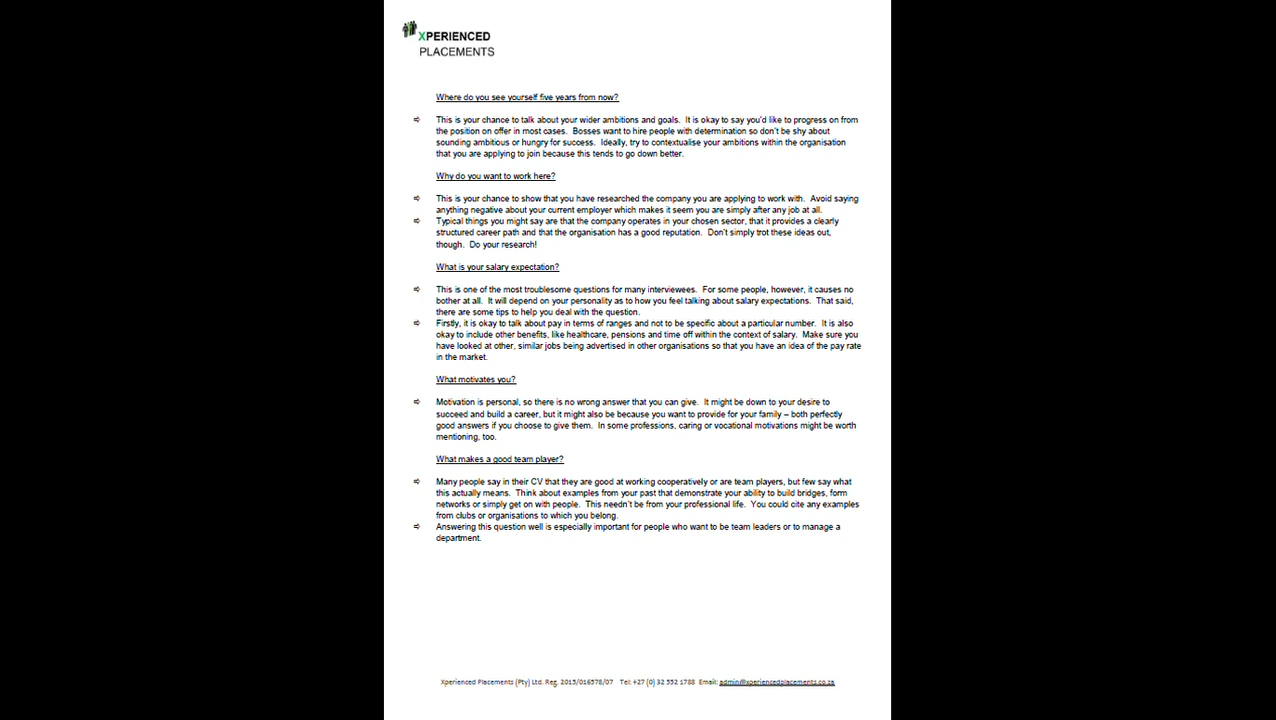 XPERIENCED
PLACEMENTS
Where do you see yourself five years from now?
⇨ This is your chance to talk about your wider ambitions and goals. It is okay to say you'd like to progress on from
the position on offer in most cases. Bosses want to hire people with determination so don't be shy about
sounding ambitious or hungry for success. Ideally, try to contextualise your ambitions within the organisation
that you are applying to join because this tends to go down better.
Why do you want to work here?
⇨ This is your chance to show that you have researched the company you are applying to work with. Avoid saying
anything negative about your current employer which makes it seem you are simply after any job at all.
⇨ Typical things you might say are that the company operates in your chosen sector, that it provides a clearly
structured career path and that the organisation has a good reputation. Don't simply trot these ideas out,
though. Do your research!
What is your salary expectation?
⇨ This is one of the most troublesome questions for many interviewees. For some people, however, it causes no
bother at all. It will depend on your personality as to how you feel talking about salary expectations. That said,
there are some tips to help you deal with the question.
⇨ Firstly, it is okay to talk about pay in terms of ranges and not to be specific about a particular number. It is also
okay to include other benefits, like healthcare, pensions and time off within the context of salary. Make sure you
have looked at other, similar jobs being advertised in other organisations so that you have an idea of the pay rate
in the market.
What motivates you?
⇨ Motivation is personal, so there is no wrong answer that you can give. It might be down to your desire to
succeed and build a career, but it might also be because you want to provide for your family – both perfectly
good answers if you choose to give them. In some professions, caring or vocational motivations might be worth
mentioning, too.
What makes a good team player?
⇨ Many people say in their CV that they are good at working cooperatively or are team players, but few say what
this actually means. Think about examples from your past that demonstrate your ability to build bridges, form
networks or simply get on with people. This needn't be from your professional life. You could cite any examples
from clubs or organisations to which you belong.
⇨ Answering this question well is especially important for people who want to be team leaders or to manage a
department.
Xperienced Placements (Pty) Ltd. Reg. 2015/016578/07 Tel: +27 (0) 32 552 1788 Email: admin@xperiencedplacements.co.za